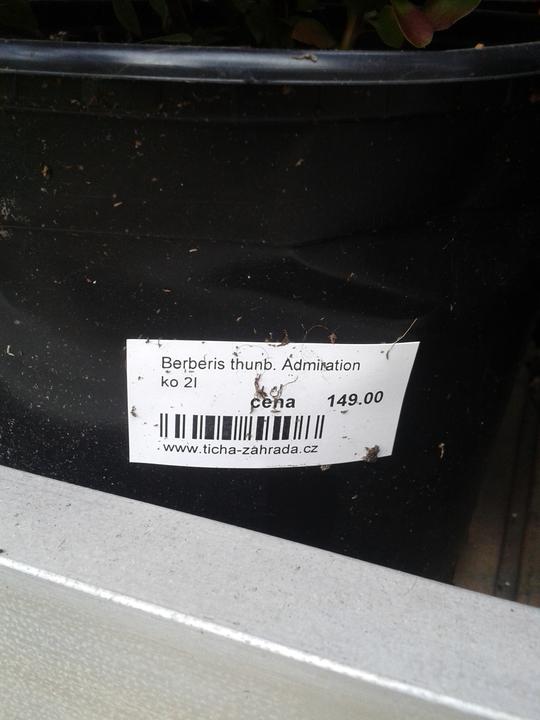 Berberis thunb. Admiration
ko 2l
cena 149.00
www.ticha-zahrada.cz